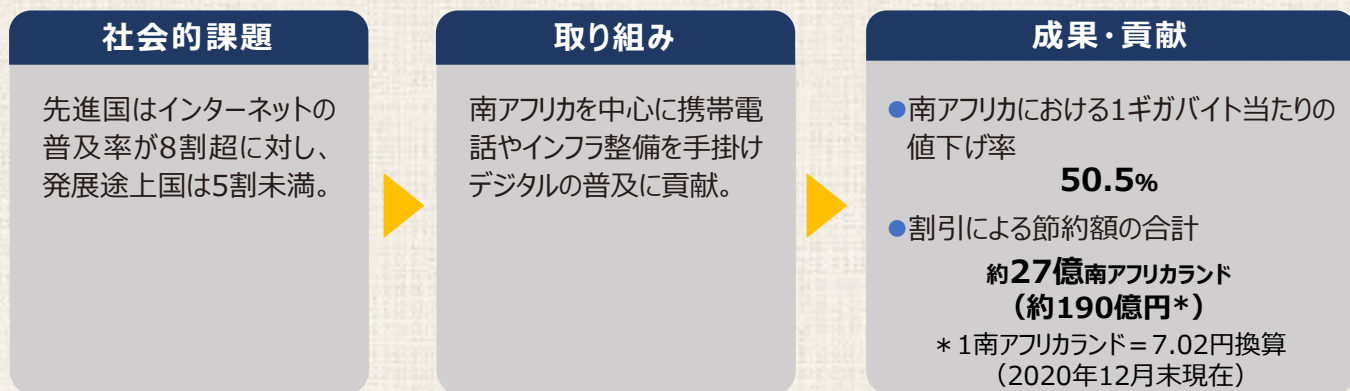 社会的課題
先進国はインターネットの
普及率が8割超に対し、
発展途上国は5割未満。
取り組み
南アフリカを中心に携帯電
話やインフラ整備を手掛け
デジタルの普及に貢献。
成果・貢献
●南アフリカにおける1ギガバイト当たりの
値下げ率
50.5%
●割引による節約額の合計
約27億南アフリカランド
（約190億円*）
＊1南アフリカランド＝7.02円換算
（2020年12月末現在）